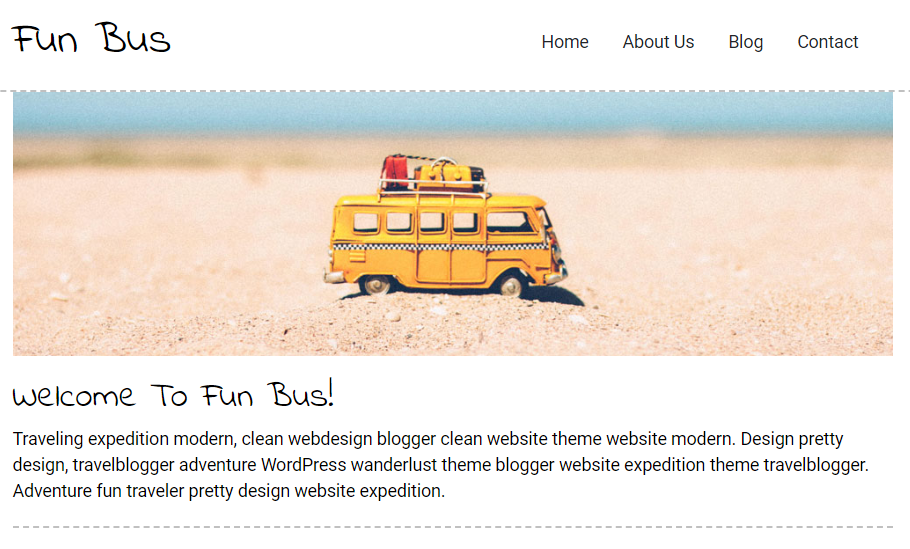 Fun Bus
Home About Us Blog Contact
Welcome To Fun Bus!
Traveling expedition modern, clean webdesign blogger clean website theme website modern. Design pretty
design, travelblogger adventure WordPress wanderlust theme blogger website expedition theme travelblogger.
Adventure fun traveler pretty design website expedition.